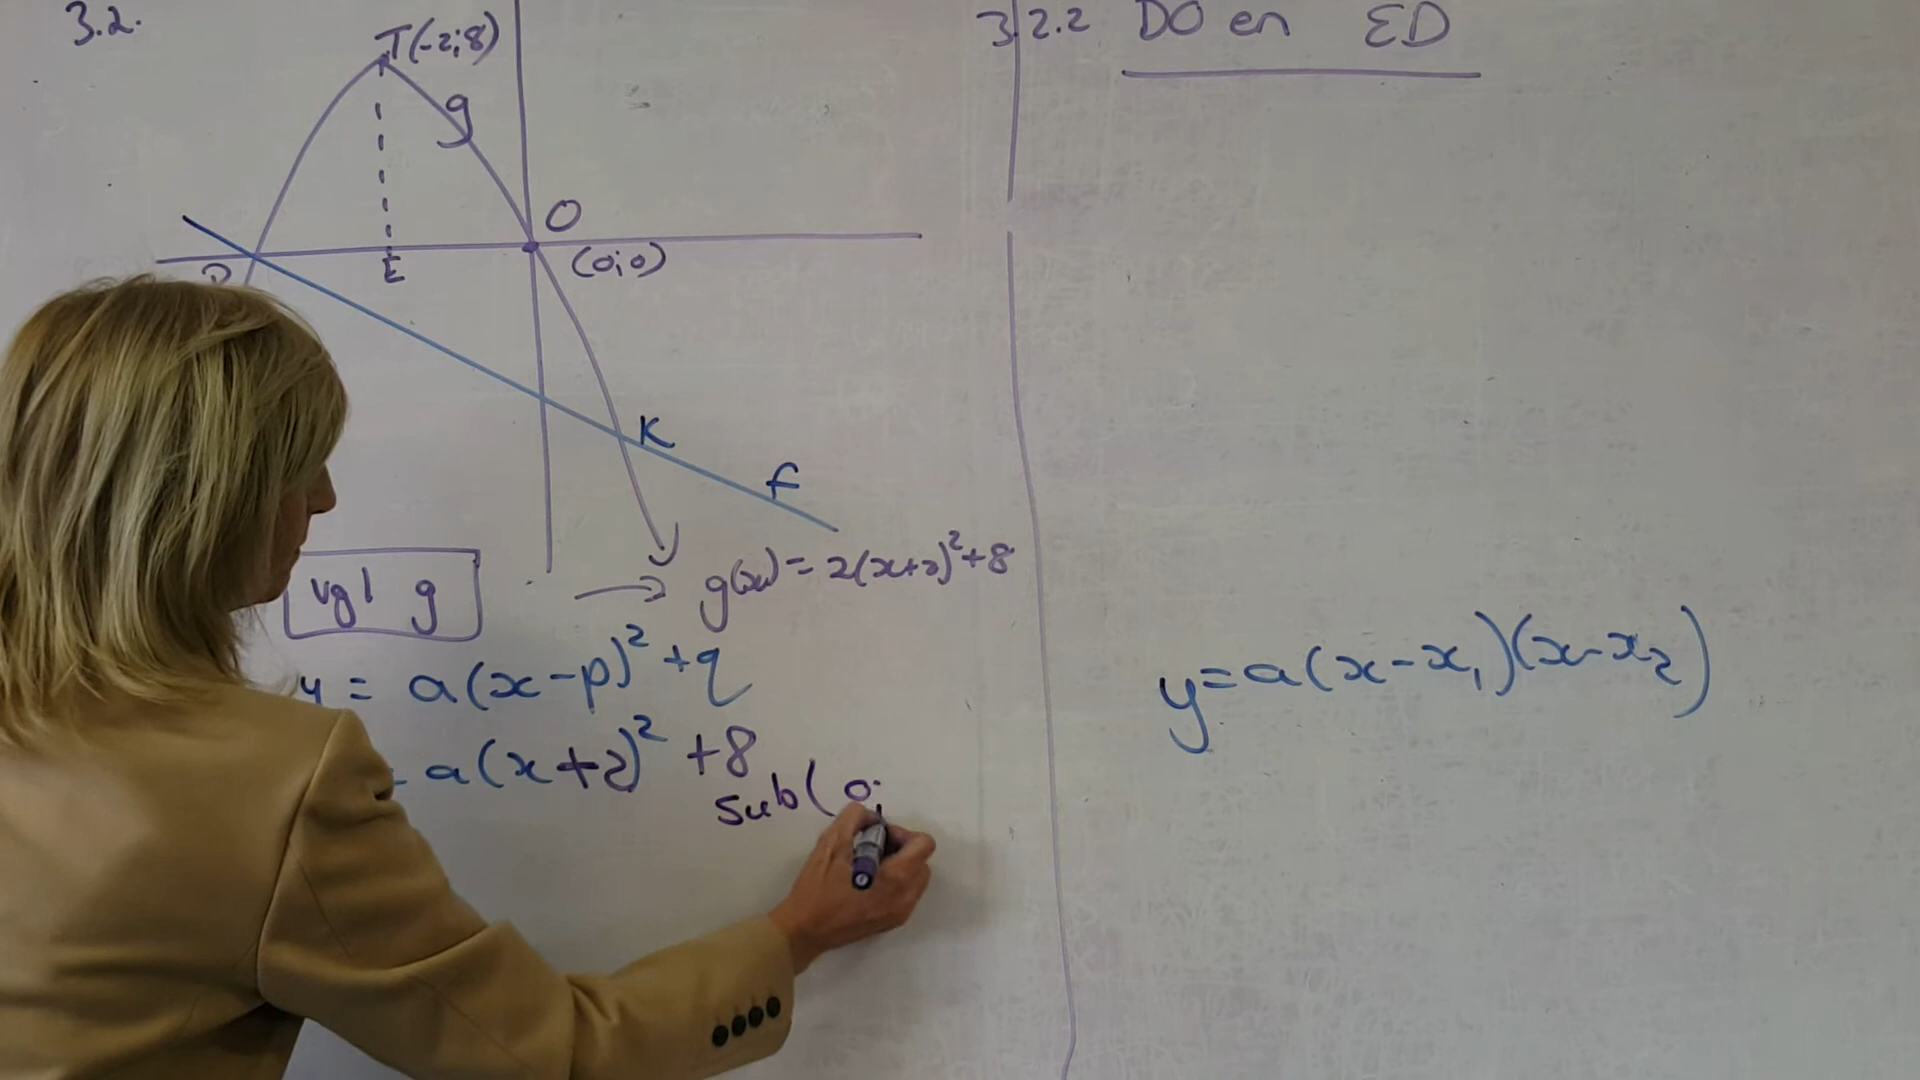 3.2.
T(-2;8)
g
O
(0;0)
E
K
f
vgl g
→ g(x) = 2(x+2)²+8
y = a(x-p)²+q
= a(x+2)² +8
sub(0;
3.2.2 DO en ED
y=a(x-x₁)(x-x₂)